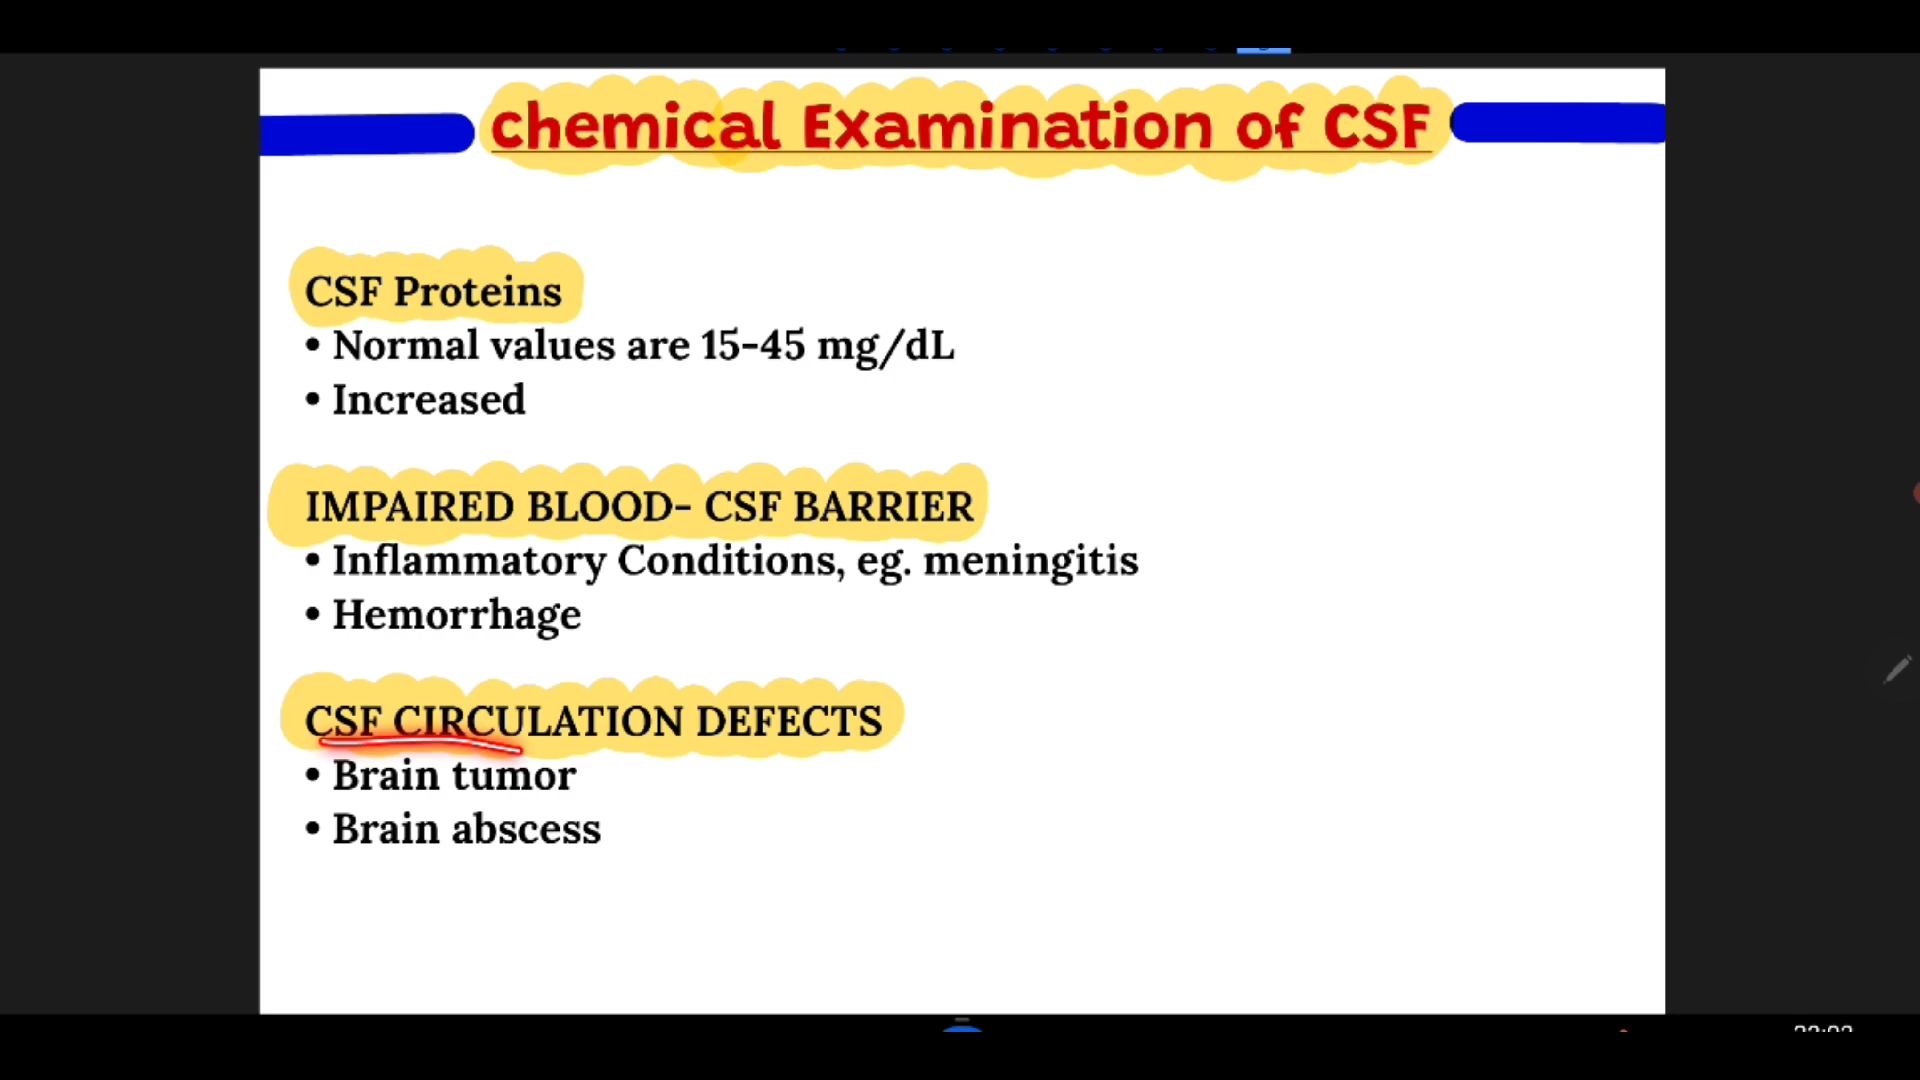 chemical Examination of CSF
CSF Proteins
• Normal values are 15-45 mg/dL
• Increased
IMPAIRED BLOOD- CSF BARRIER
• Inflammatory Conditions, eg. meningitis
• Hemorrhage
CSF CIRCULATION DEFECTS
• Brain tumor
• Brain abscess